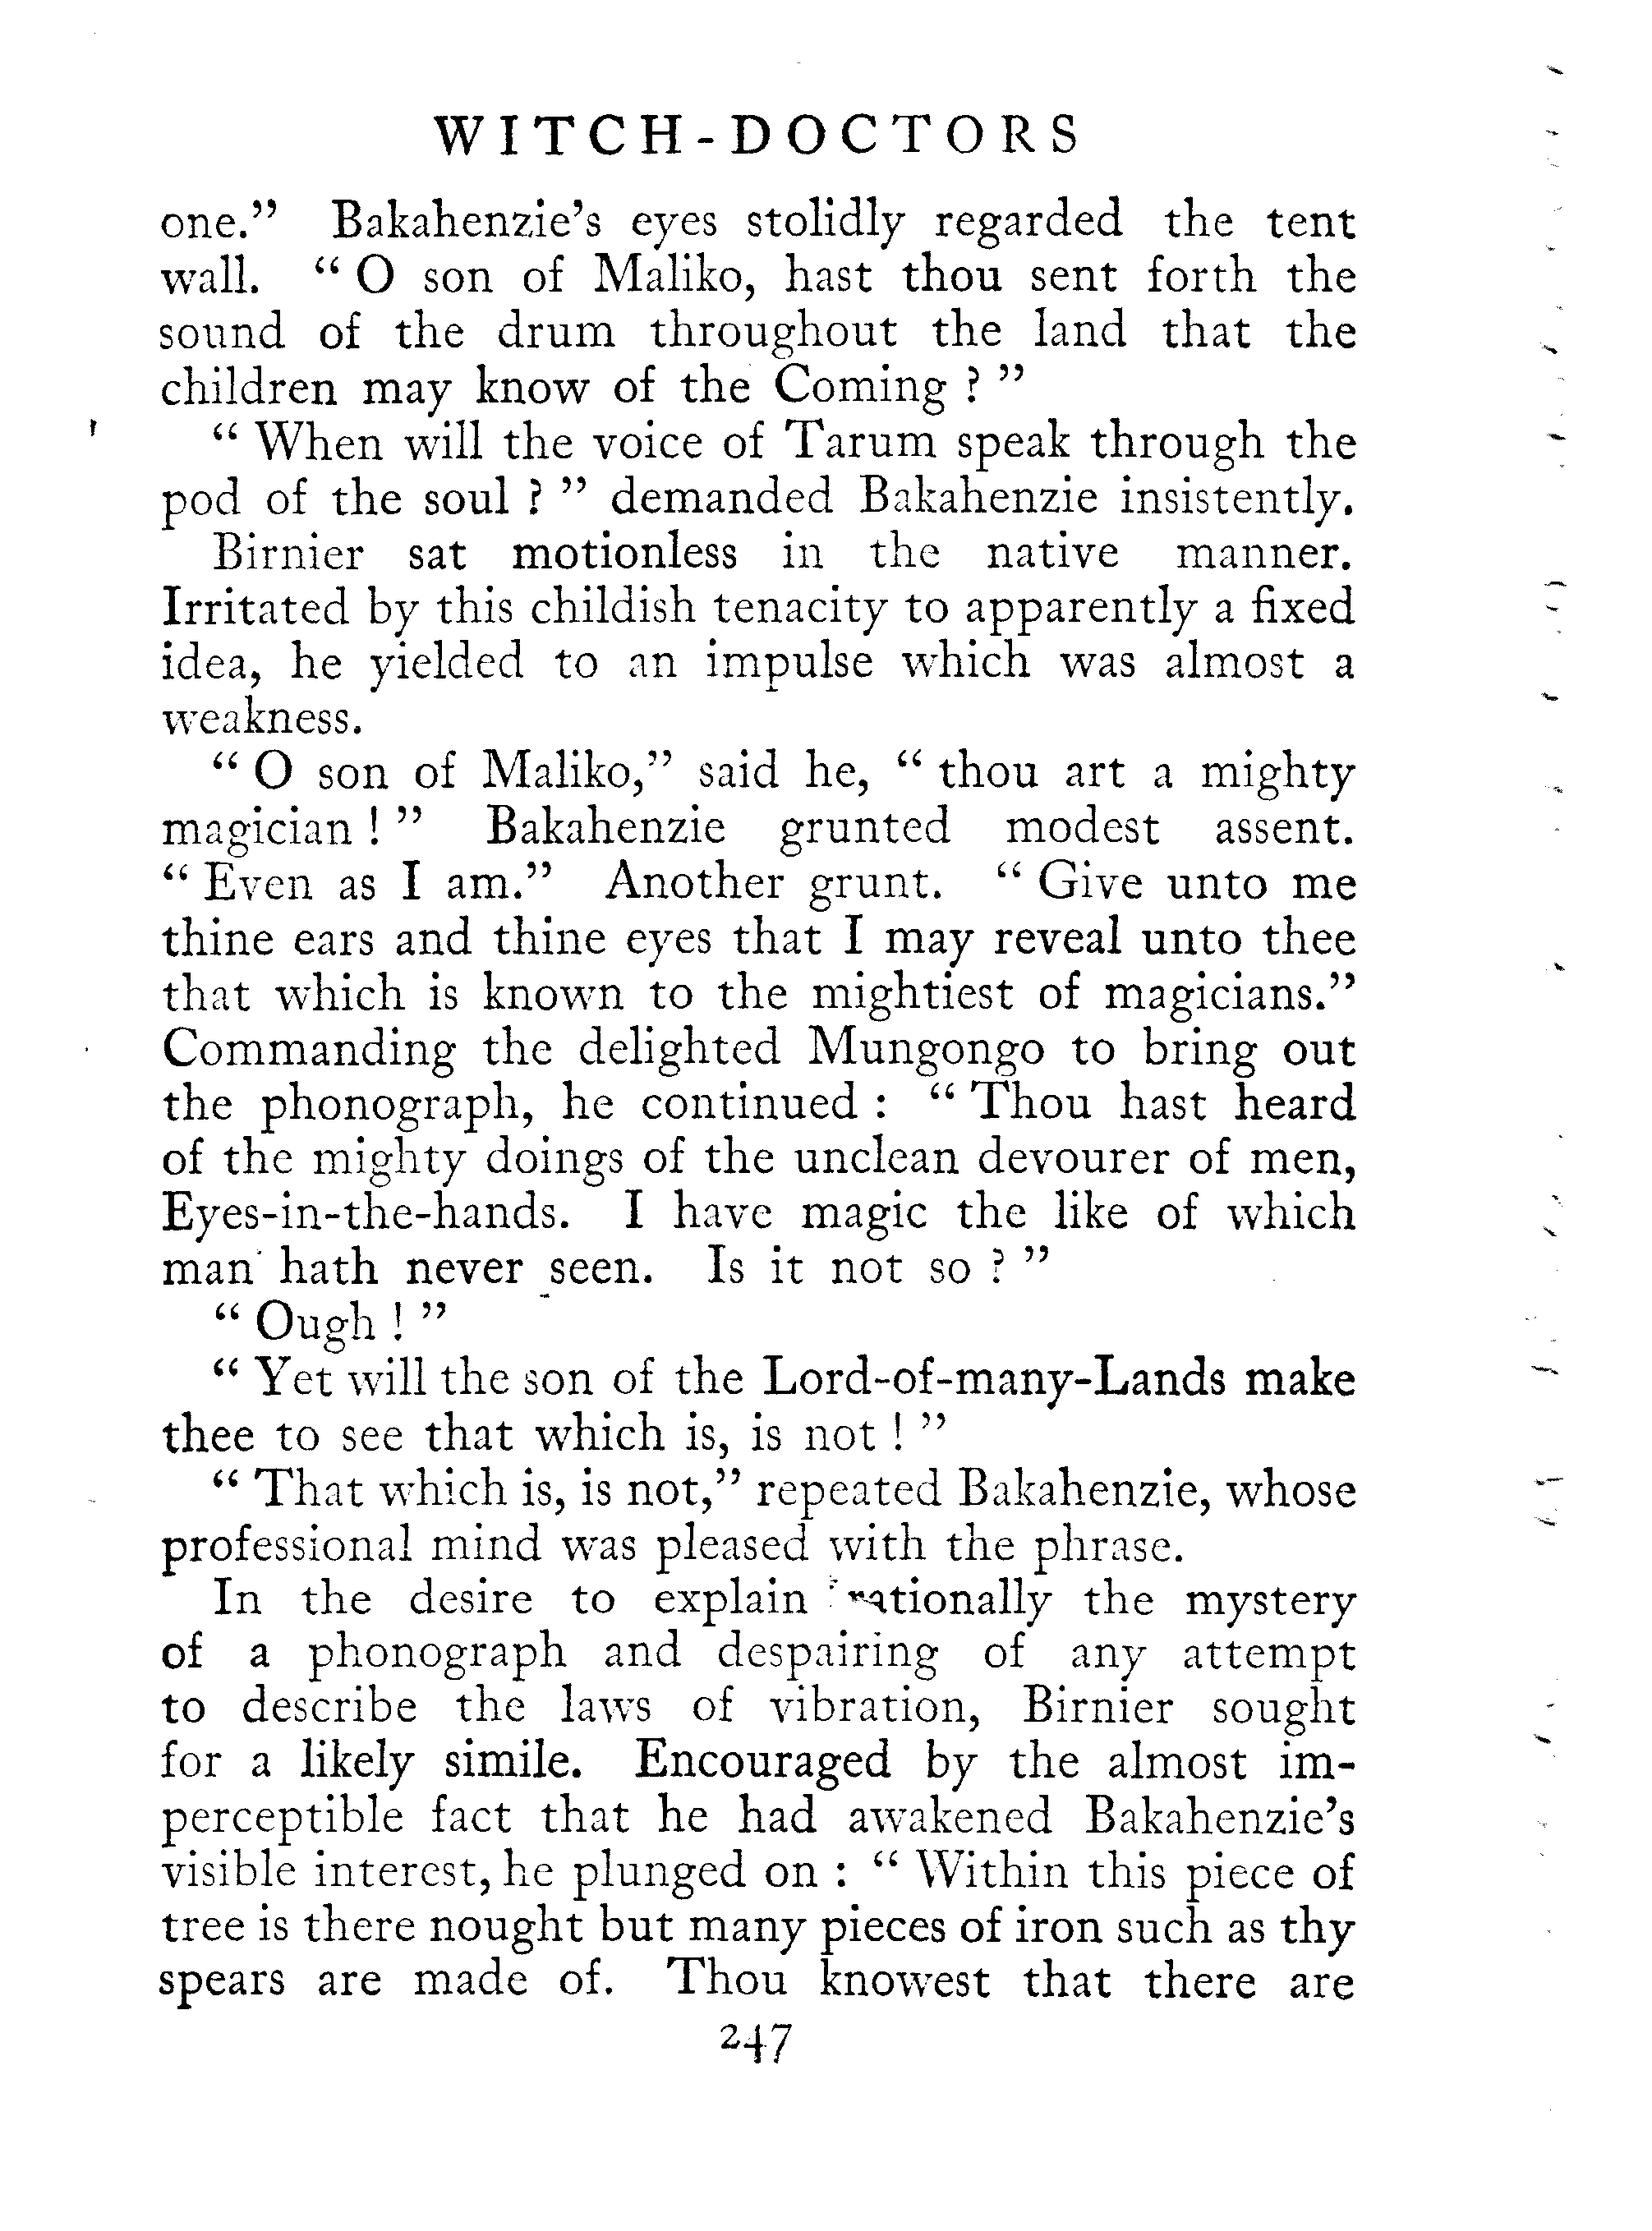 WITCH-DOCTORS
one.” Bakahenzie’s eyes stolidly regarded the tent
wall. “ O son of Maliko, hast thou sent forth the
sound of the drum throughout the land that the
children may know of the Coming ? ”
“ When will the voice of Tarum speak through the
pod of the soul ? ” demanded Bakahenzie insistently.
Birnier sat motionless in the native manner.
Irritated by this childish tenacity to apparently a fixed
idea, he yielded to an impulse which was almost a
weakness.
“ O son of Maliko,” said he, “ thou art a mighty
magician ! ” Bakahenzie grunted modest assent.
“ Even as I am.” Another grunt. “ Give unto me
thine ears and thine eyes that I may reveal unto thee
that which is known to the mightiest of magicians.”
Commanding the delighted Mungongo to bring out
the phonograph, he continued : “ Thou hast heard
of the mighty doings of the unclean devourer of men,
Eyes-in-the-hands. I have magic the like of which
man hath never seen. Is it not so ? ”
“ Ough ! ”
“ Yet will the son of the Lord-of-many-Lands make
thee to see that which is, is not ! ”
“ That which is, is not,” repeated Bakahenzie, whose
professional mind was pleased with the phrase.
In the desire to explain rationally the mystery
of a phonograph and despairing of any attempt
to describe the laws of vibration, Birnier sought
for a likely simile. Encouraged by the almost im-
perceptible fact that he had awakened Bakahenzie’s
visible interest, he plunged on : “ Within this piece of
tree is there nought but many pieces of iron such as thy
spears are made of. Thou knowest that there are
247